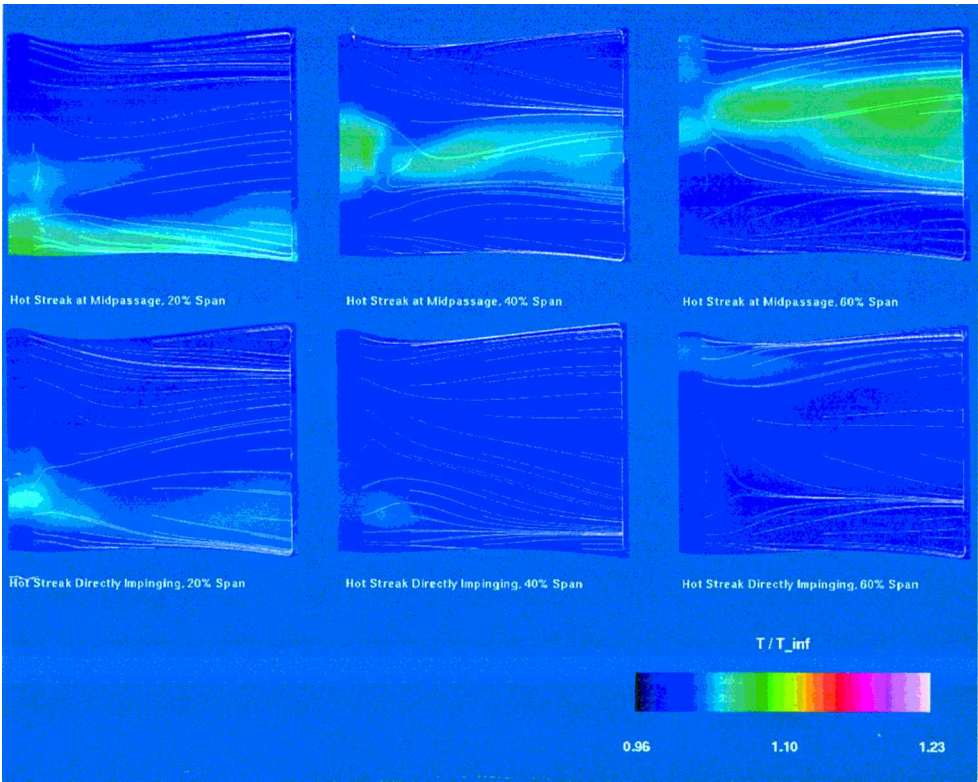 Hot Streak at Midpassage, 20% Span
Hot Streak at Midpassage, 40% Span
Hot Streak at Midpassage, 60% Span
Hot Streak Directly Impinging, 20% Span
Hot Streak Directly Impinging, 40% Span
Hot Streak Directly Impinging, 60% Span
T / T_inf
0.96 1.10 1.23